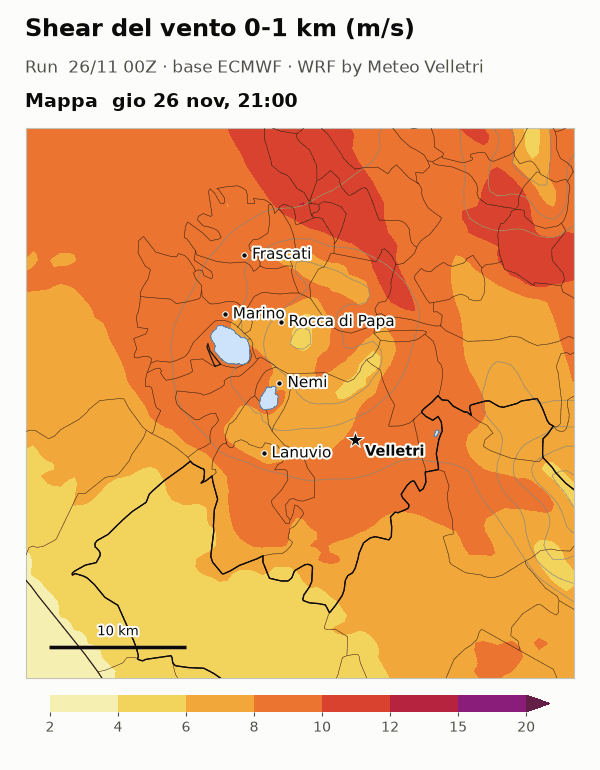 Shear del vento 0-1 km (m/s)
Run  26/11 00Z · base ECMWF · WRF by Meteo Velletri
Mappa  gio 26 nov, 21:00
Frascati
Marino
Rocca di Papa
Nemi
Velletri
Lanuvio
10 km
2 4 6 8 10 12 15 20